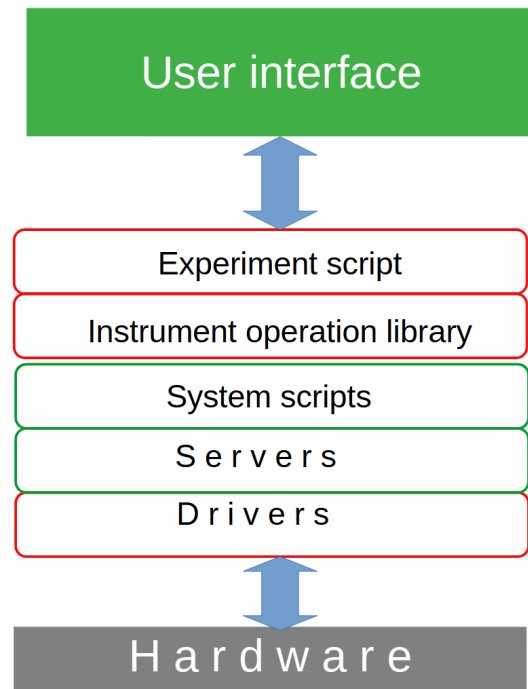 User interface
Experiment script
Instrument operation library
System scripts
S e r v e r s
D r i v e r s
H a r d w a r e